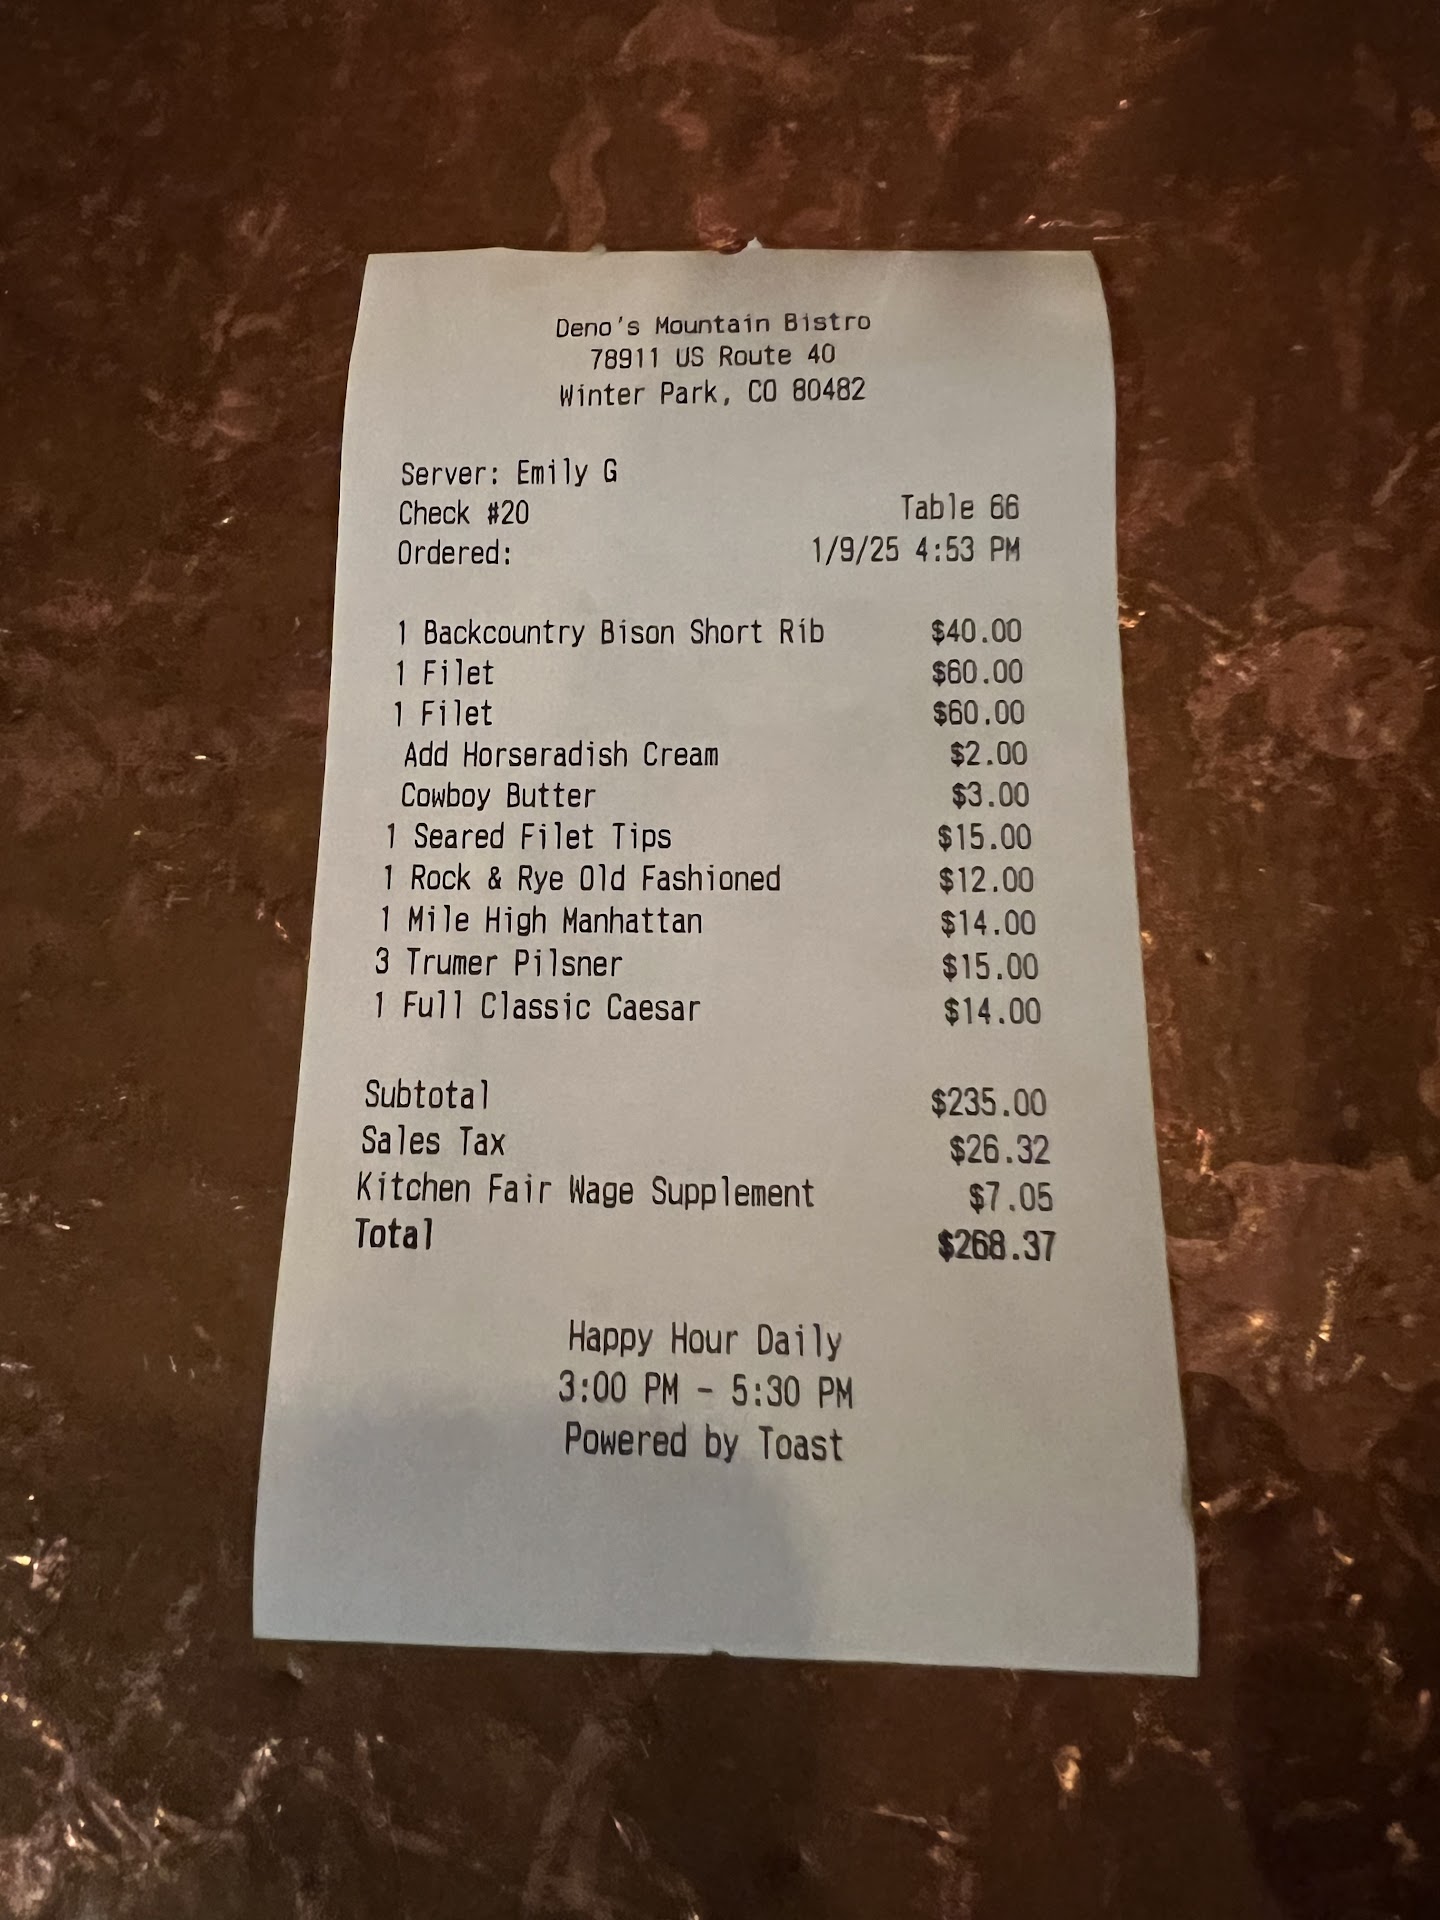 Deno's Mountain Bistro
78911 US Route 40
Winter Park, CO 80482
Server: Emily G
Check #20 Table 66
Ordered: 1/9/25 4:53 PM
1 Backcountry Bison Short Rib $40.00
1 Filet $60.00
1 Filet $60.00
Add Horseradish Cream $2.00
Cowboy Butter $3.00
1 Seared Filet Tips $15.00
1 Rock & Rye Old Fashioned $12.00
1 Mile High Manhattan $14.00
3 Trumer Pilsner $15.00
1 Full Classic Caesar $14.00
Subtotal $235.00
Sales Tax $26.32
Kitchen Fair Wage Supplement $7.05
Total $268.37
Happy Hour Daily
3:00 PM - 5:30 PM
Powered by Toast